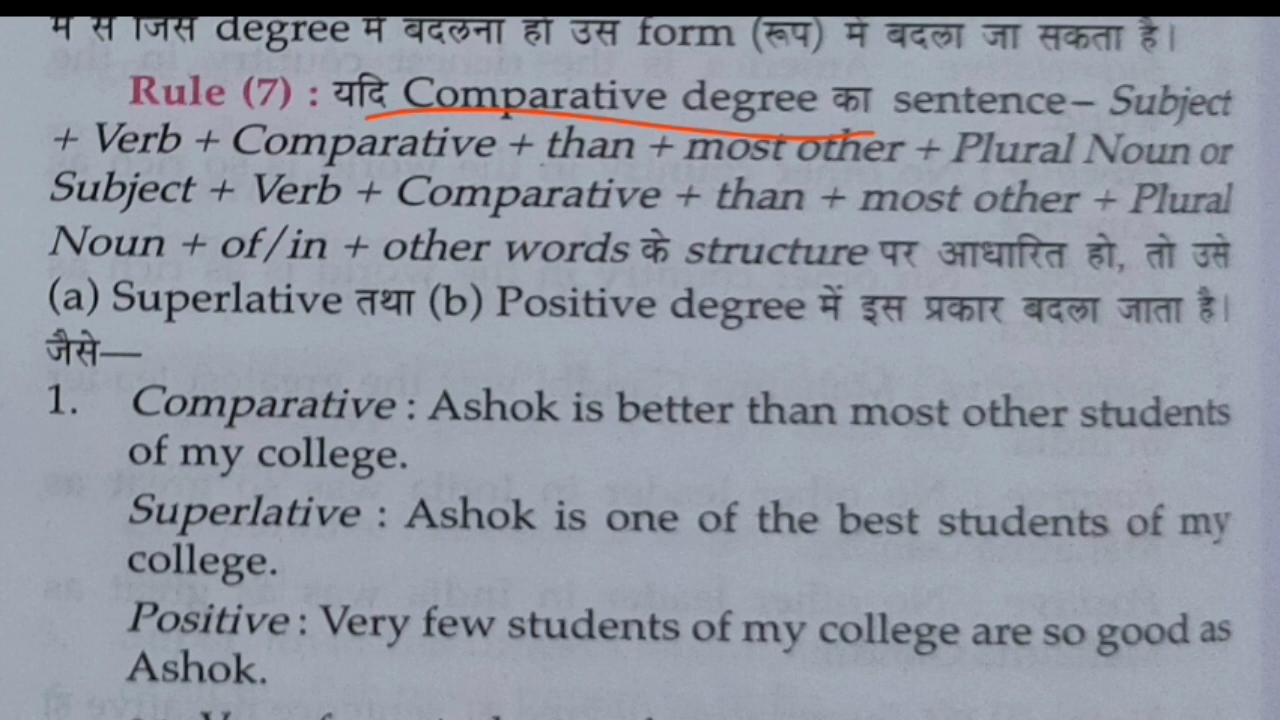 में से जिस degree में बदलना हो उस form (रूप) में बदला जा सकता है।
Rule (7) : यदि Comparative degree का sentence– Subject
+ Verb + Comparative + than + most other + Plural Noun or
Subject + Verb + Comparative + than + most other + Plural
Noun + of/in + other words के structure पर आधारित हो, तो उसे
(a) Superlative तथा (b) Positive degree में इस प्रकार बदला जाता है।
जैसे—
1. Comparative : Ashok is better than most other students
of my college.
Superlative : Ashok is one of the best students of my
college.
Positive : Very few students of my college are so good as
Ashok.